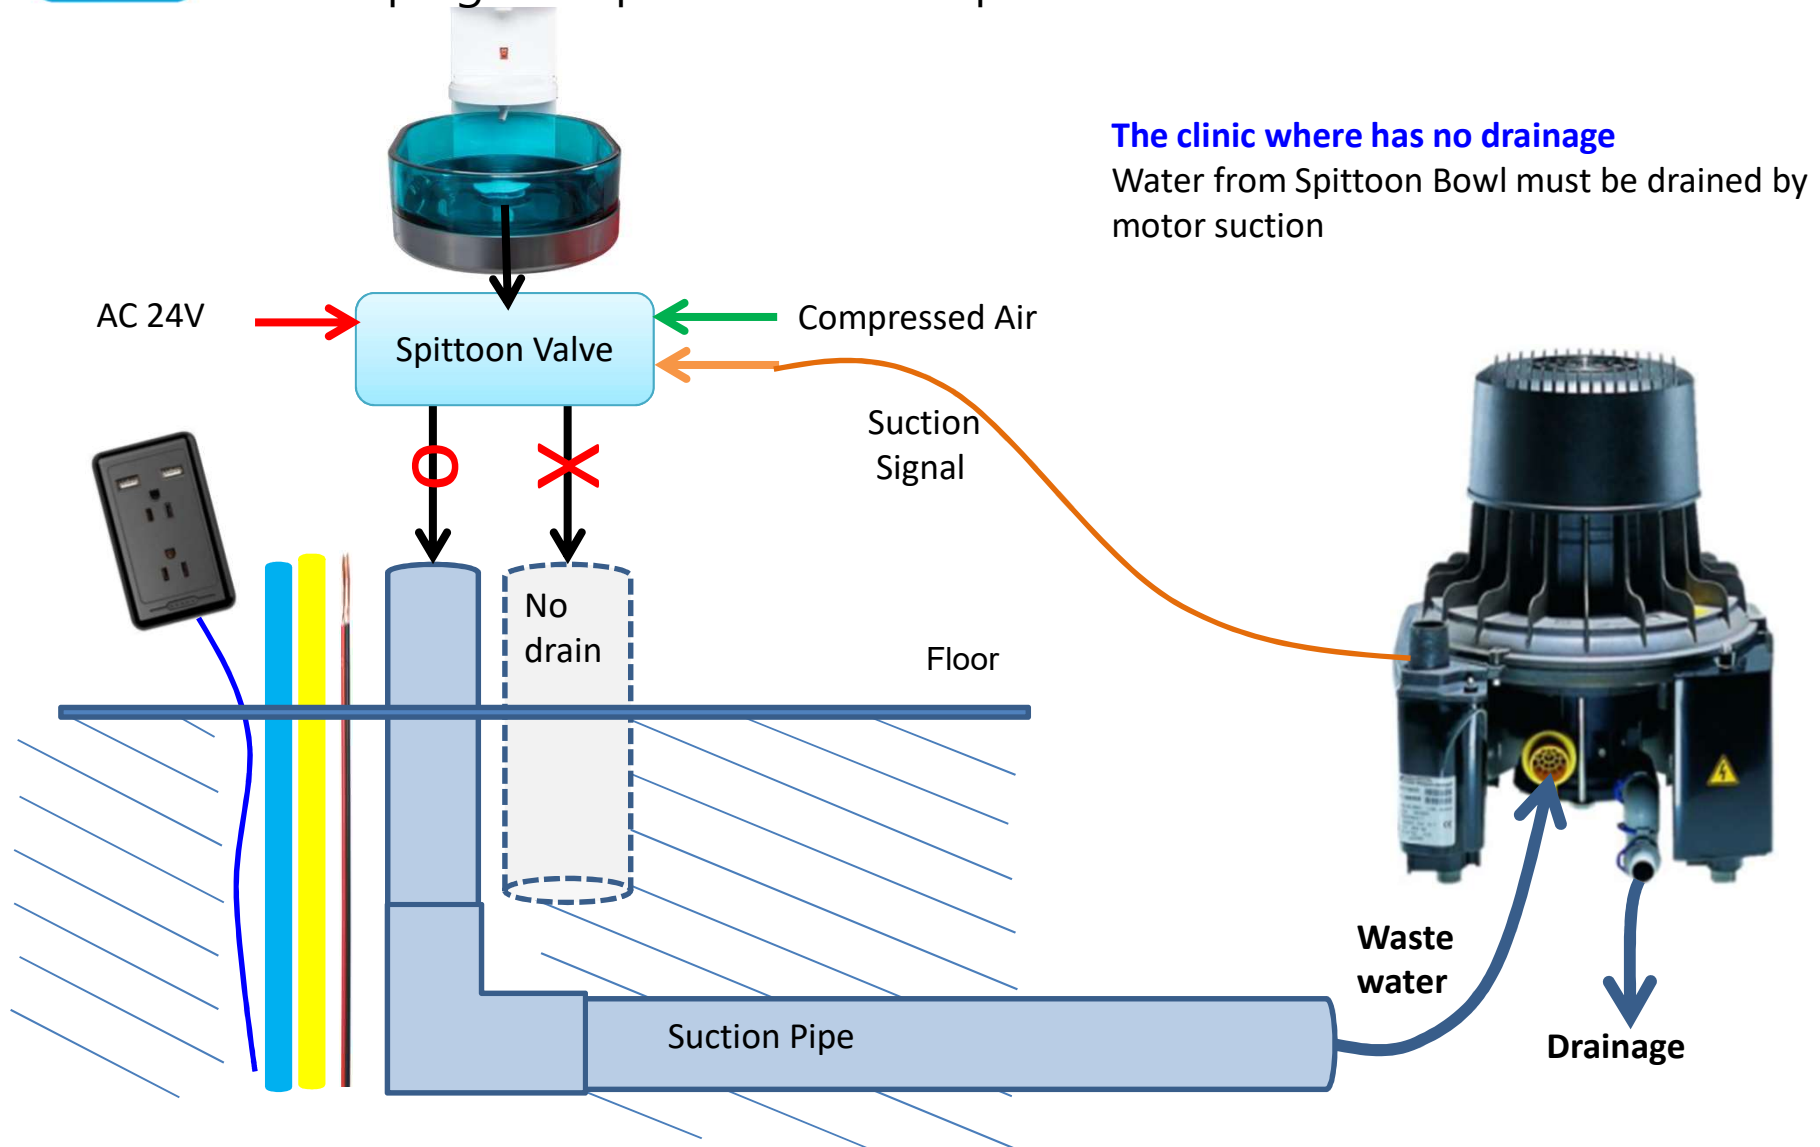 The clinic where has no drainage
Water from Spittoon Bowl must be drained by
motor suction
AC 24V
Compressed Air
Spittoon Valve
Suction
Signal
O
X
No
drain
Floor
Waste
water
Suction Pipe
Drainage